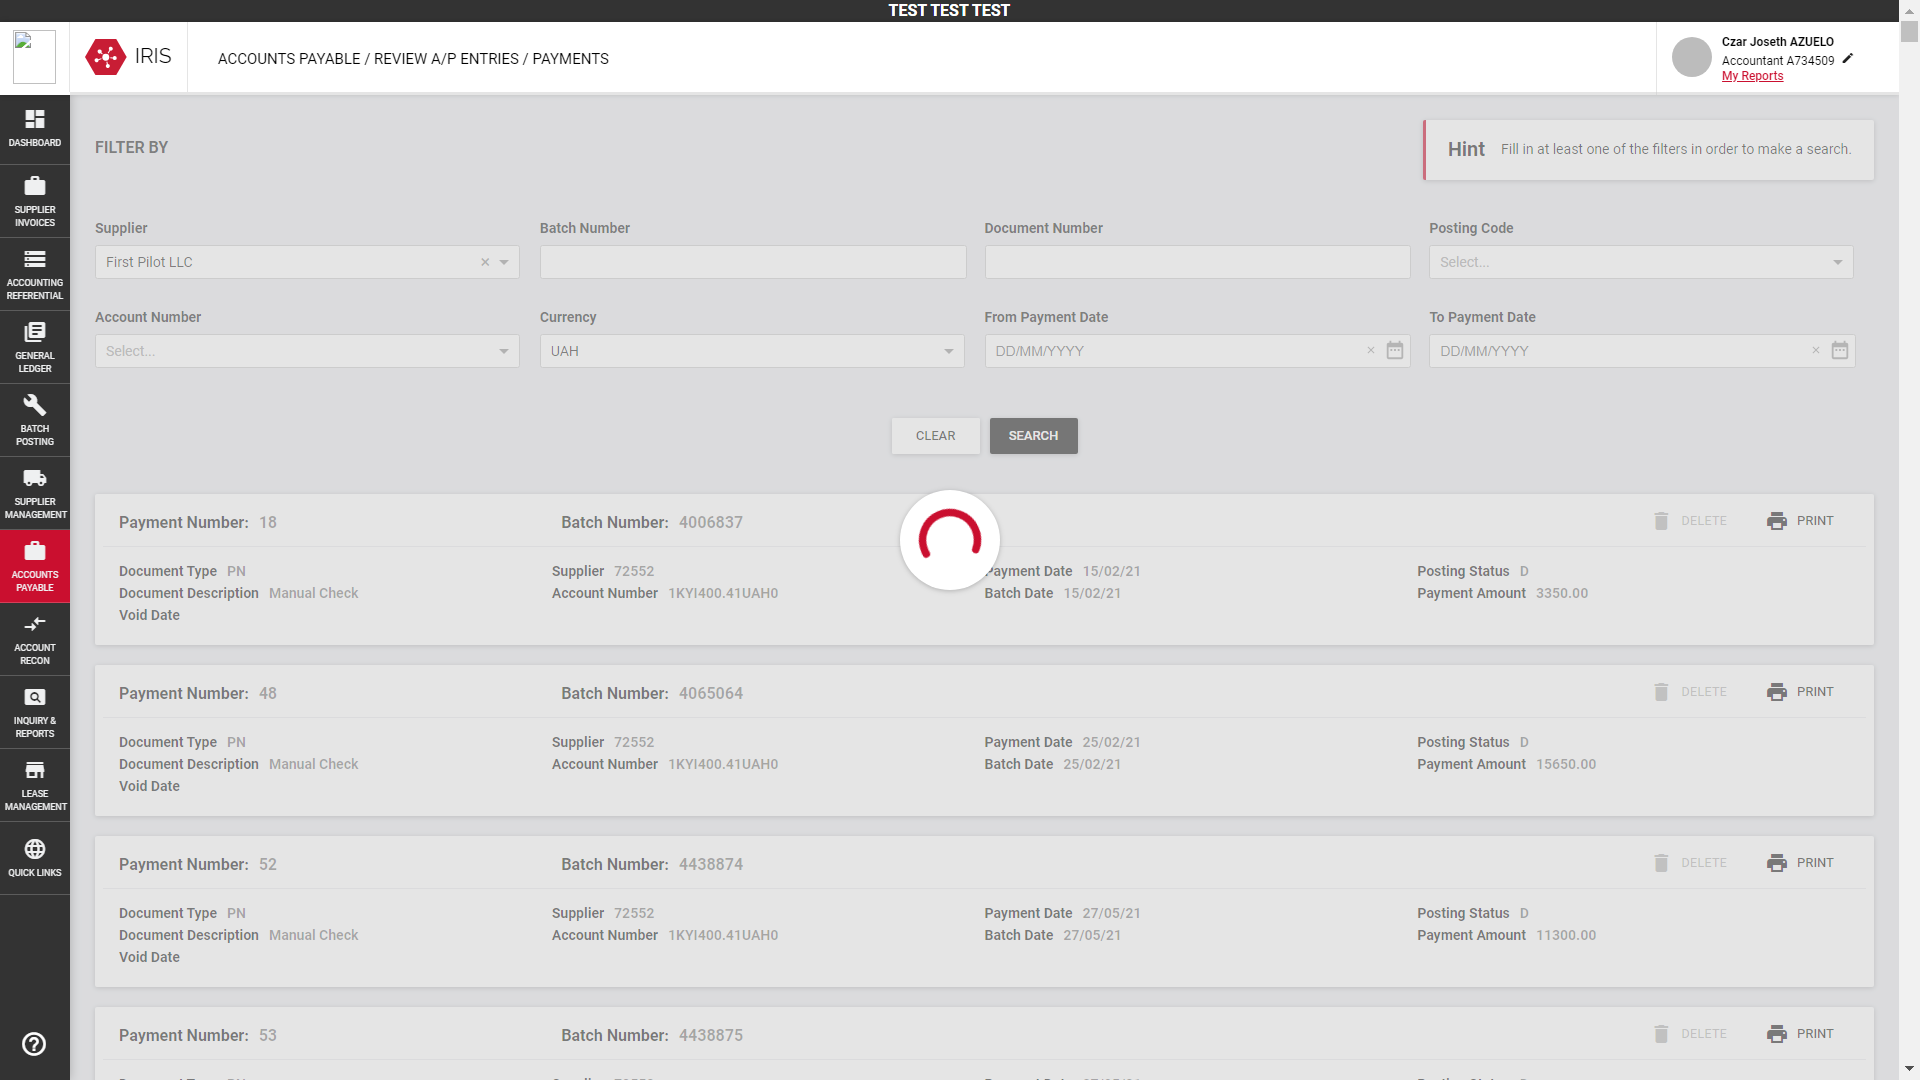 TEST TEST TEST
IRIS
ACCOUNTS PAYABLE / REVIEW A/P ENTRIES / PAYMENTS
Czar Joseth AZUELO
Accountant A734509
My Reports
DASHBOARD
SUPPLIER
INVOICES
ACCOUNTING
REFERENTIAL
GENERAL
LEDGER
BATCH
POSTING
SUPPLIER
MANAGEMENT
ACCOUNTS
PAYABLE
ACCOUNT
RECON
INQUIRY &
REPORTS
LEASE
MANAGEMENT
QUICK LINKS
FILTER BY
Hint Fill in at least one of the filters in order to make a search.
Supplier Batch Number Document Number Posting Code
First Pilot LLC Select...
Account Number Currency From Payment Date To Payment Date
Select... UAH DD/MM/YYYY DD/MM/YYYY
CLEAR SEARCH
Payment Number: 18 Batch Number: 4006837 DELETE PRINT
Document Type PN Supplier 72552 Payment Date 15/02/21 Posting Status D
Document Description Manual Check Account Number 1KYI400.41UAH0 Batch Date 15/02/21 Payment Amount 3350.00
Void Date
Payment Number: 48 Batch Number: 4065064 DELETE PRINT
Document Type PN Supplier 72552 Payment Date 25/02/21 Posting Status D
Document Description Manual Check Account Number 1KYI400.41UAH0 Batch Date 25/02/21 Payment Amount 15650.00
Void Date
Payment Number: 52 Batch Number: 4438874 DELETE PRINT
Document Type PN Supplier 72552 Payment Date 27/05/21 Posting Status D
Document Description Manual Check Account Number 1KYI400.41UAH0 Batch Date 27/05/21 Payment Amount 11300.00
Void Date
Payment Number: 53 Batch Number: 4438875 DELETE PRINT